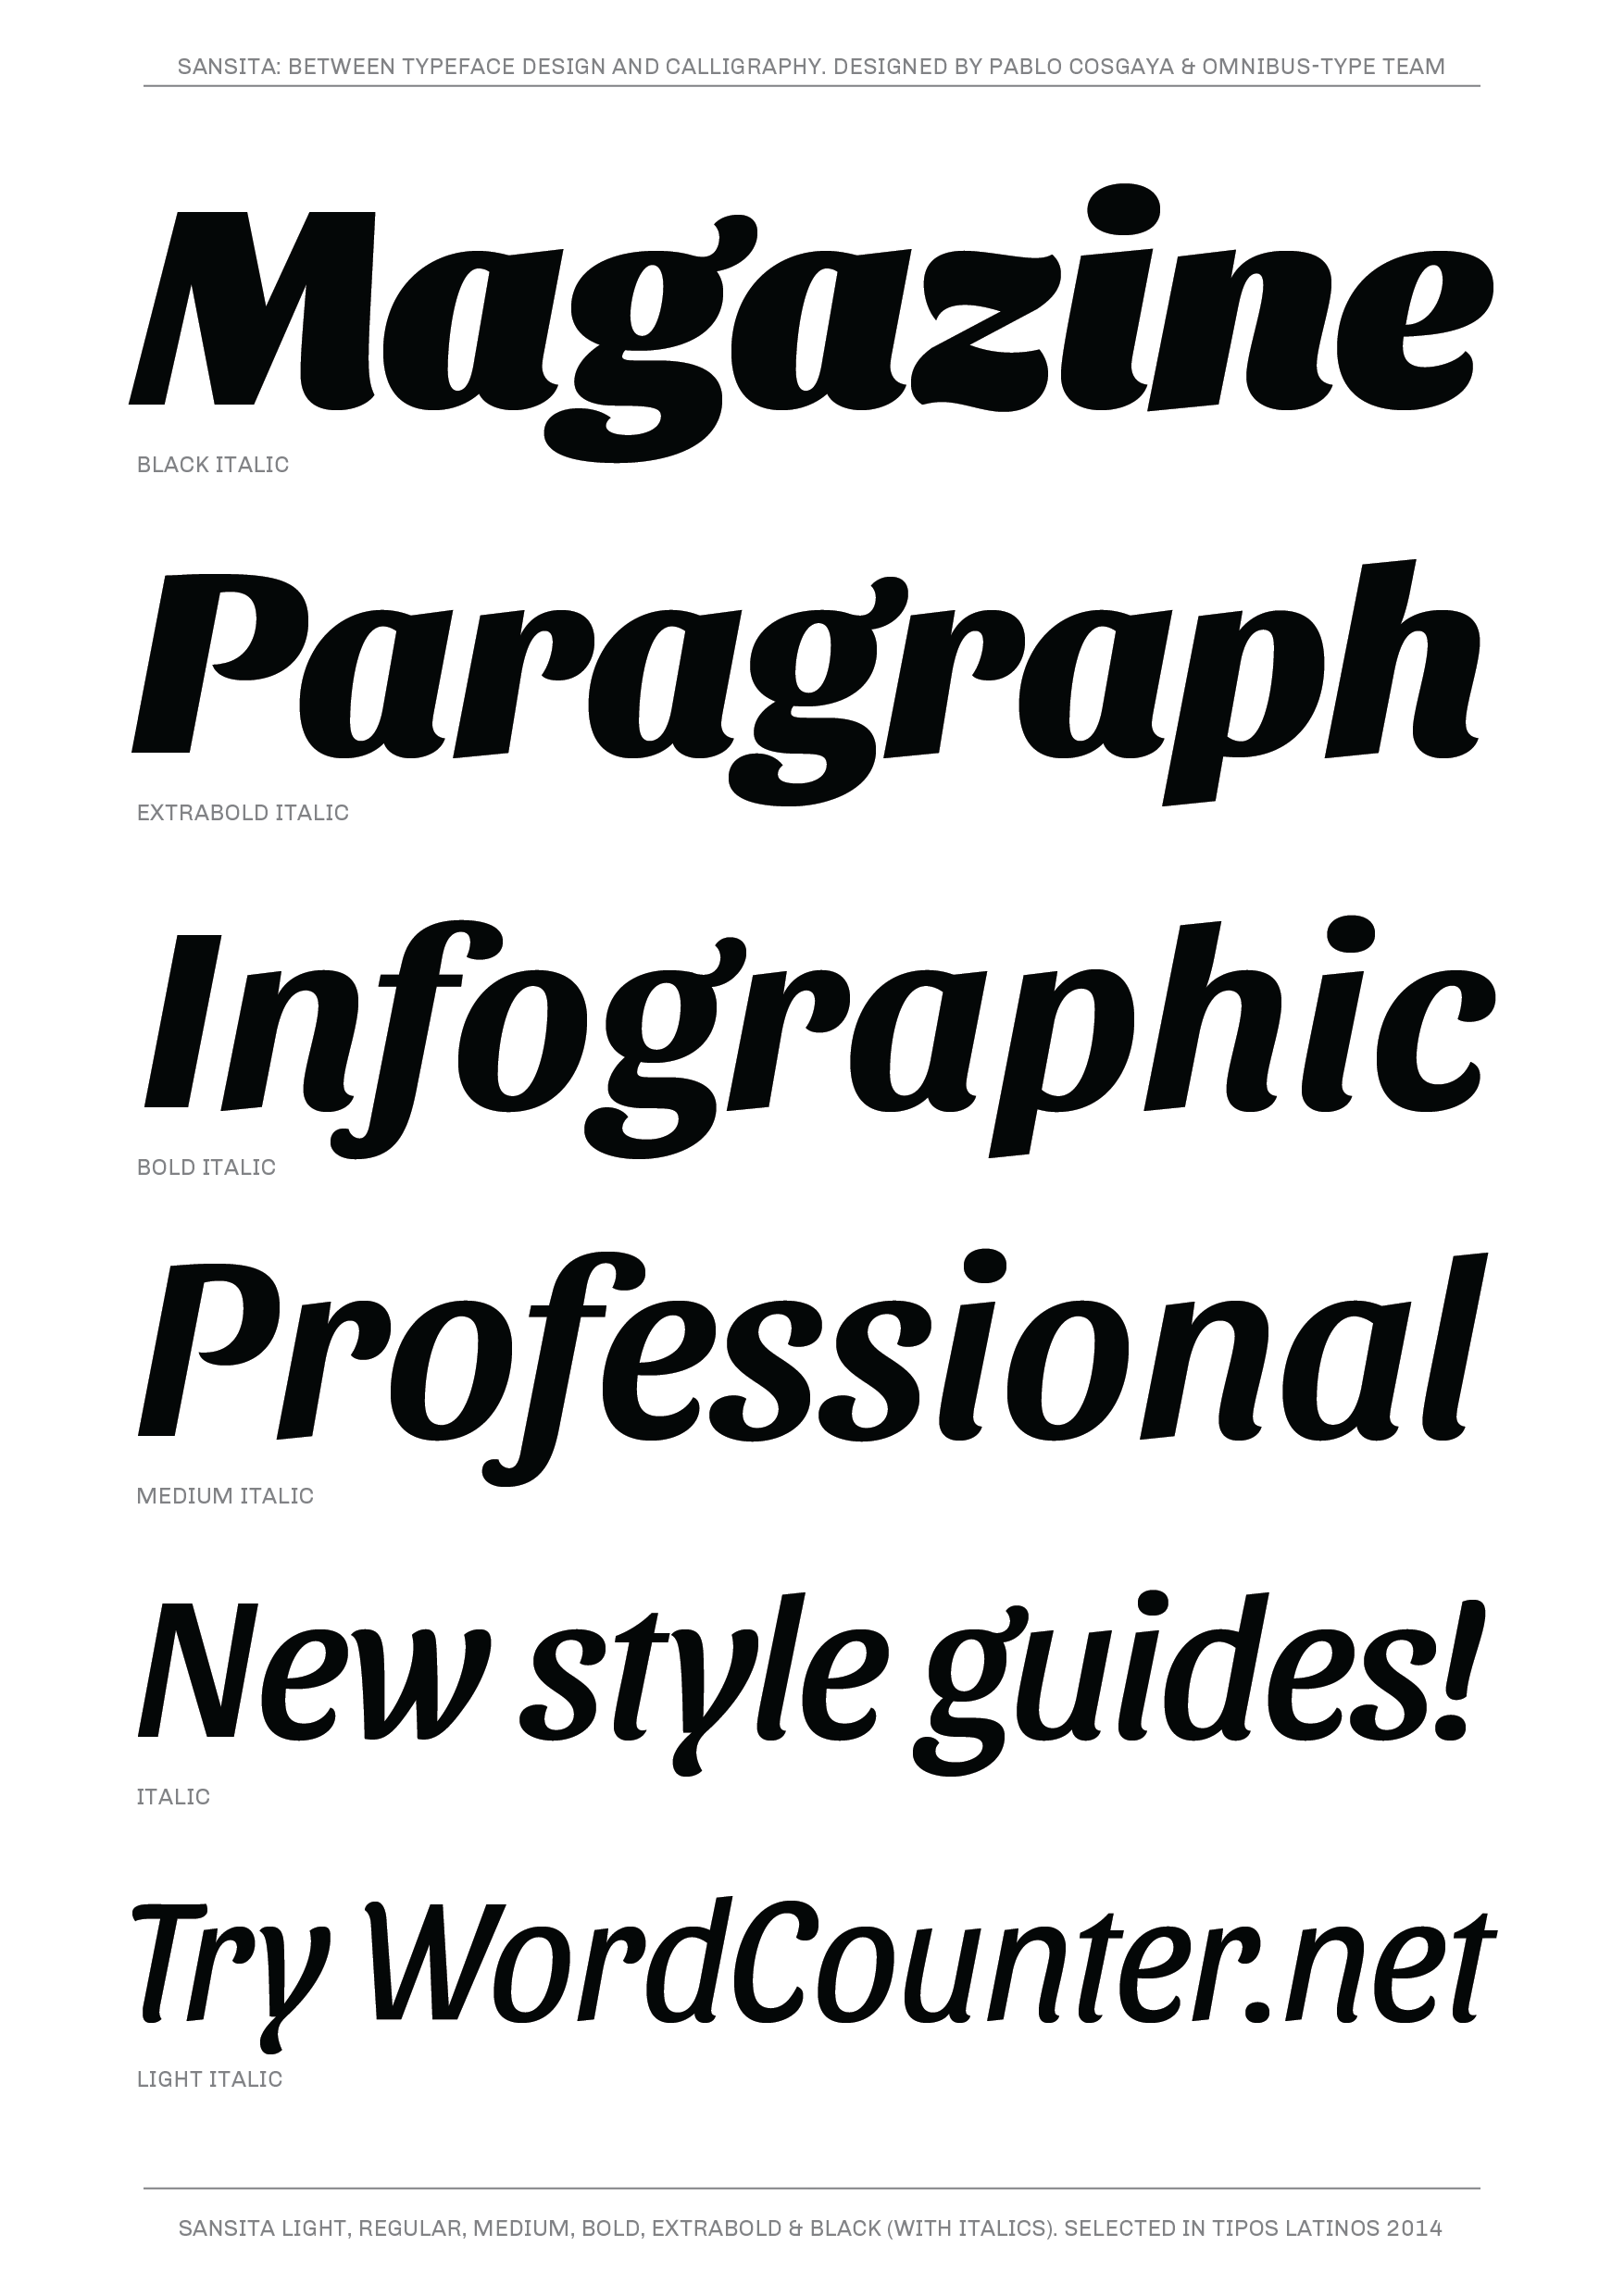 SANSITA: BETWEEN TYPEFACE DESIGN AND CALLIGRAPHY. DESIGNED BY PABLO COSGAYA & OMNIBUS-TYPE TEAM
Magazine
BLACK ITALIC
Paragraph
EXTRABOLD ITALIC
Infographic
BOLD ITALIC
Professional
MEDIUM ITALIC
New style guides!
ITALIC
Try WordCounter.net
LIGHT ITALIC
SANSITA LIGHT, REGULAR, MEDIUM, BOLD, EXTRABOLD & BLACK (WITH ITALICS). SELECTED IN TIPOS LATINOS 2014